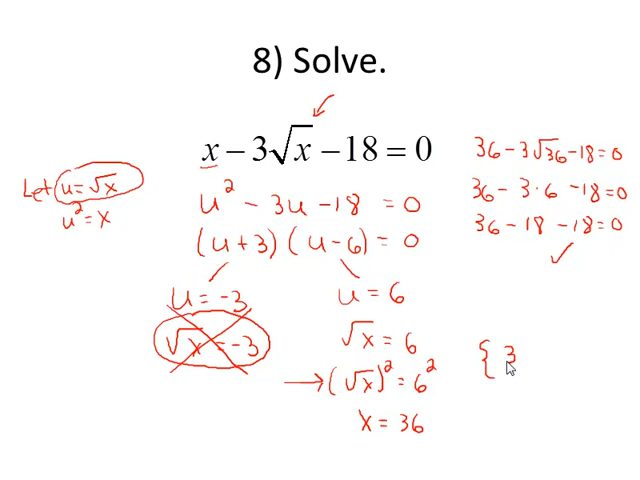 8) Solve.
x − 3√x − 18 = 0
Let u = √x
u² = x
u² − 3u − 18 = 0
(u + 3) (u − 6) = 0
u = −3
√x = −3
u = 6
√x = 6
(√x)² = 6²
x = 36
36 − 3√36 − 18 = 0
36 − 3 · 6 − 18 = 0
36 − 18 − 18 = 0
✓
{ 3